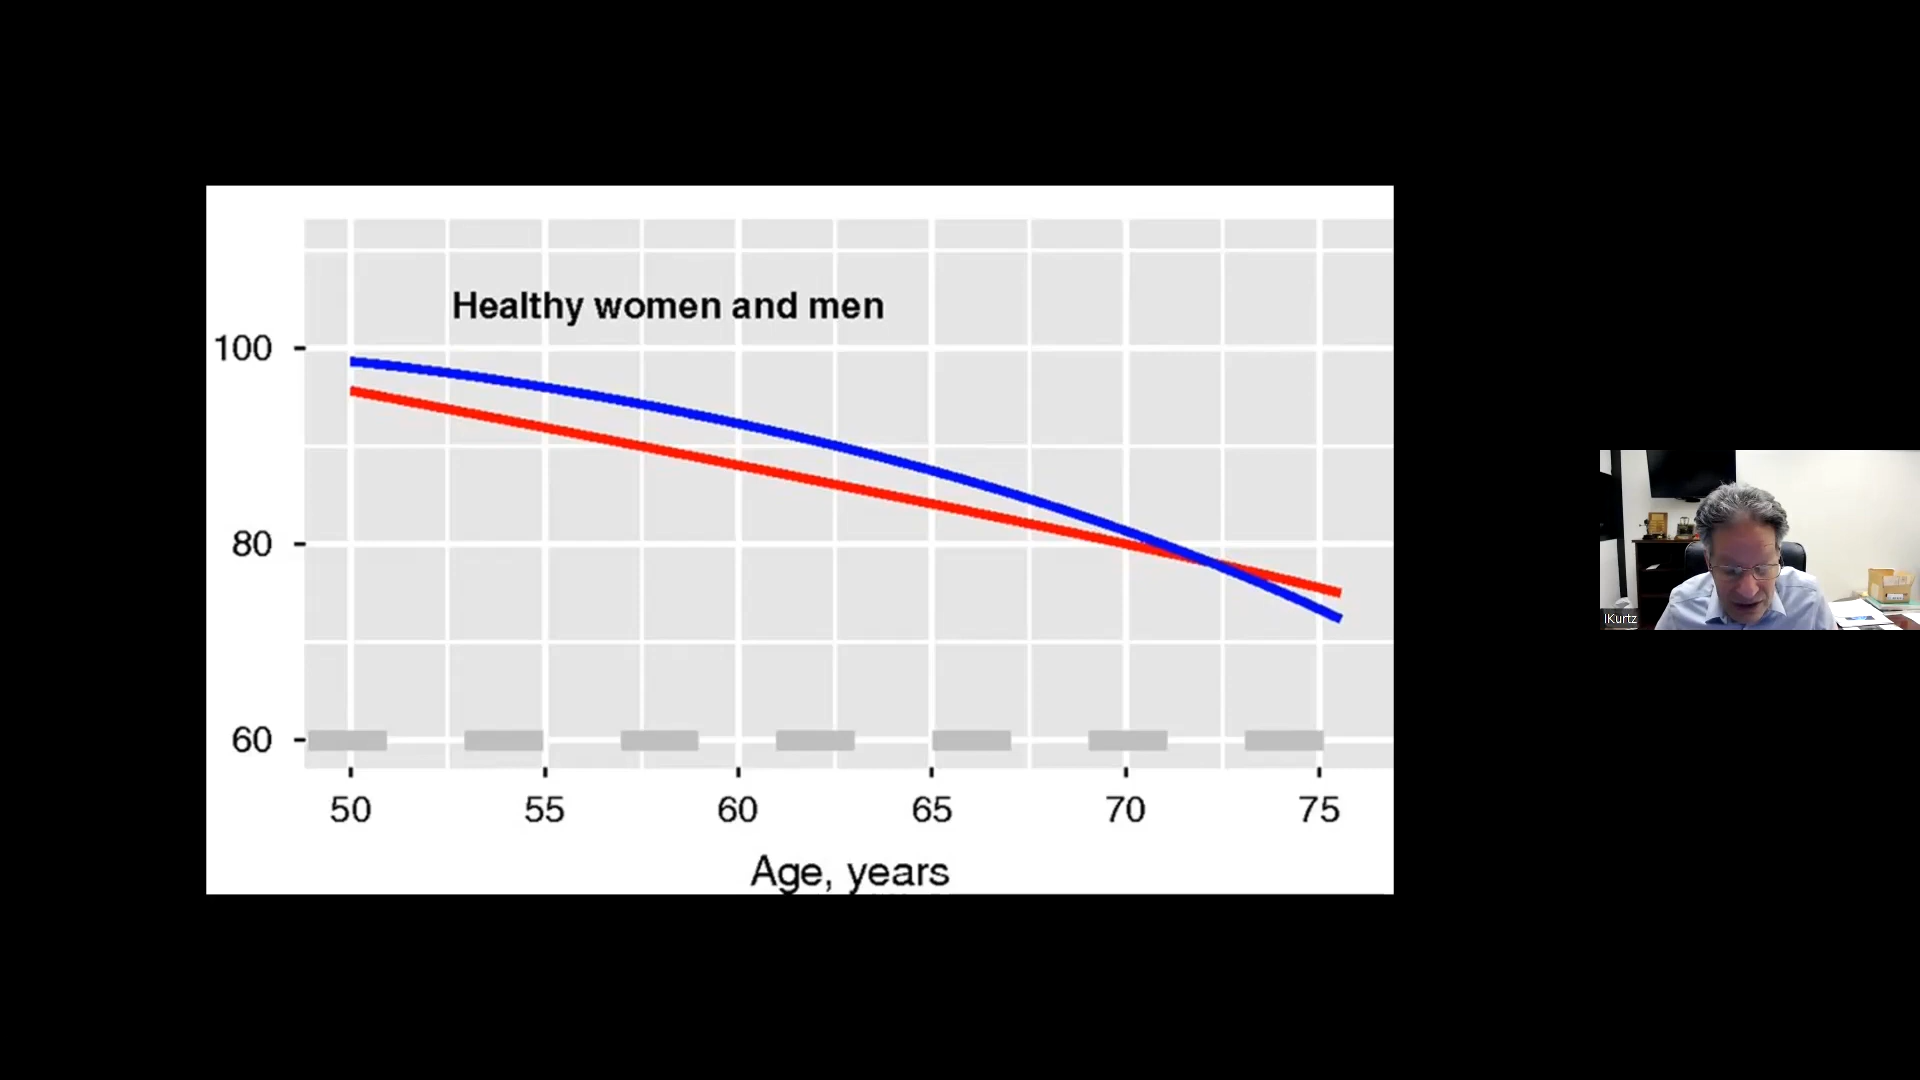 Healthy women and men
100
80
60
50 55 60 65 70 75
Age, years
IKurtz